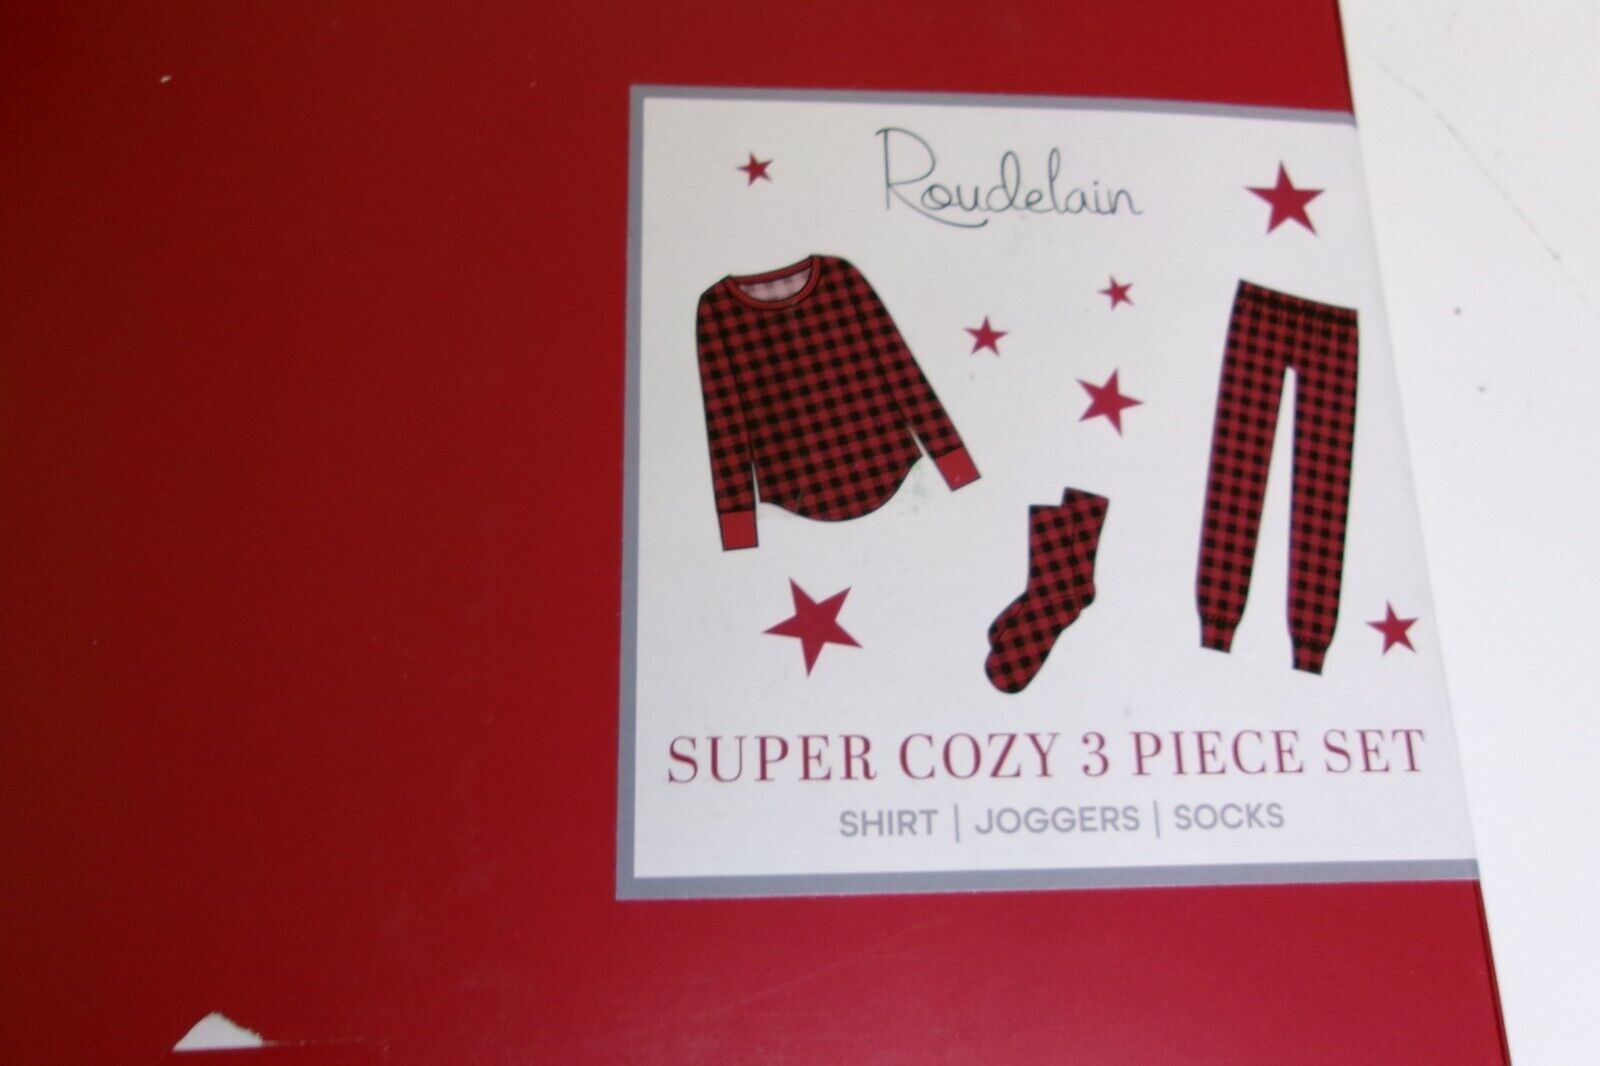 Roudelain
SUPER COZY 3 PIECE SET
SHIRT | JOGGERS | SOCKS